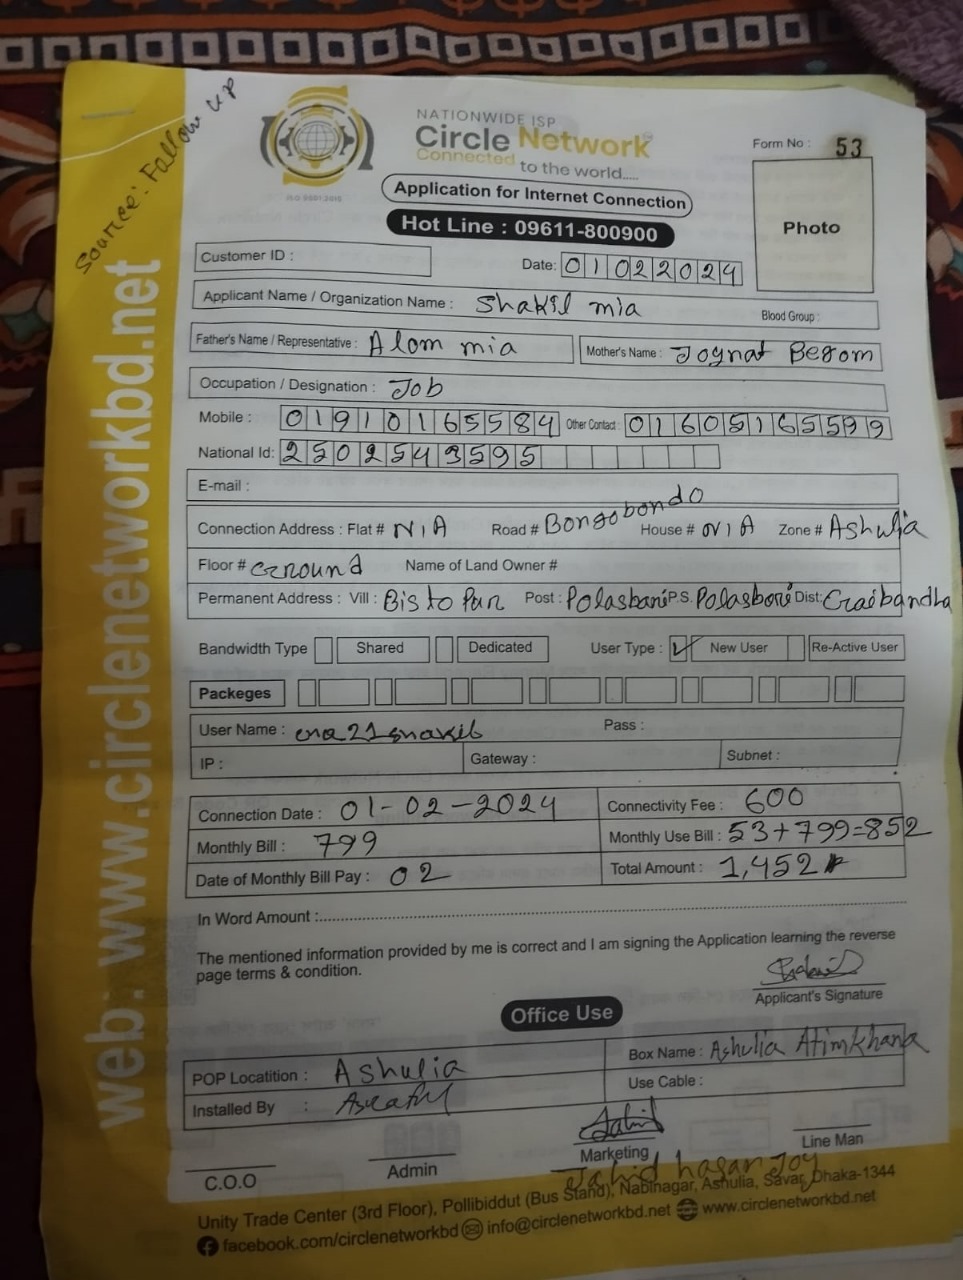 Source: Fallow UP
NATIONWIDE ISP
Circle Network
Connected to the world.....
ISO 9001:2015
Application for Internet Connection
Hot Line : 09611-800900
Form No : 53
Photo
Customer ID :
Date: 01022024
Applicant Name / Organization Name : Shakil mia
Blood Group :
Father's Name / Representative : Alom mia Mother's Name : Joynat Begom
Occupation / Designation : Job
Mobile : 01910165584 Other Contact : 01605165599
National Id: 2502543595
E-mail :
Connection Address : Flat # N/A Road # Bongobondo House # N/A Zone # Ashulia
Floor # Ground Name of Land Owner #
Permanent Address : Vill : Bisto Pur Post : Polasbari P.S. Polasbori Dist: Gaibandha
Bandwidth Type Shared Dedicated User Type : ✓ New User Re-Active User
Packeges
User Name : Pass :
IP : Gateway : Subnet :
Connection Date : 01-02-2024 Connectivity Fee : 600
Monthly Bill : 799 Monthly Use Bill : 53+799=852
Date of Monthly Bill Pay : 02 Total Amount : 1,452
In Word Amount :
The mentioned information provided by me is correct and I am signing the Application learning the reverse
page terms & condition.
Applicant's Signature
Office Use
POP Locatition : Ashulia Box Name : Ashulia Atimkhana
Installed By : Use Cable :
C.O.O Admin Marketing Line Man
Jahid hasan Joy
Unity Trade Center (3rd Floor), Pollibiddut (Bus Stand), Nabinagar, Ashulia, Savar, Dhaka-1344
facebook.com/circlenetworkbd info@circlenetworkbd.net www.circlenetworkbd.net
web: www.circlenetworkbd.net